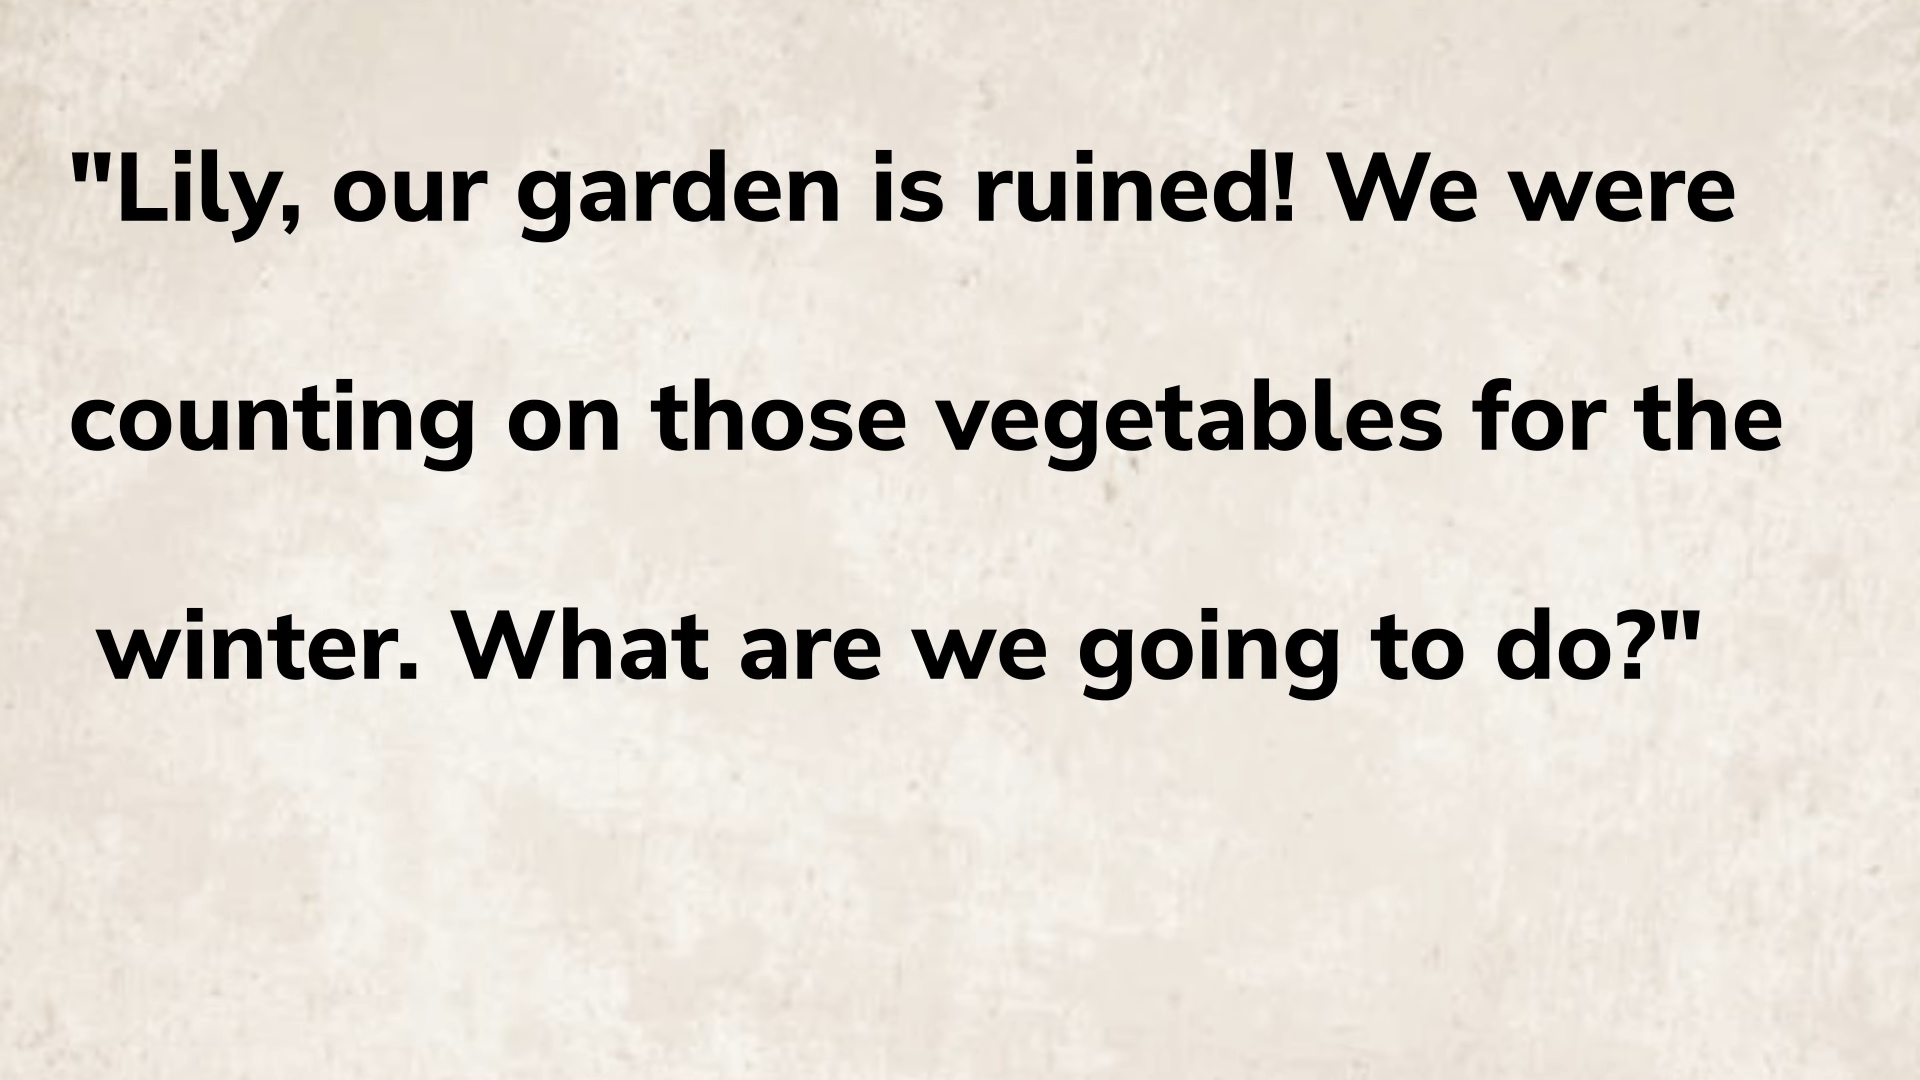 "Lily, our garden is ruined! We were
counting on those vegetables for the
winter. What are we going to do?"